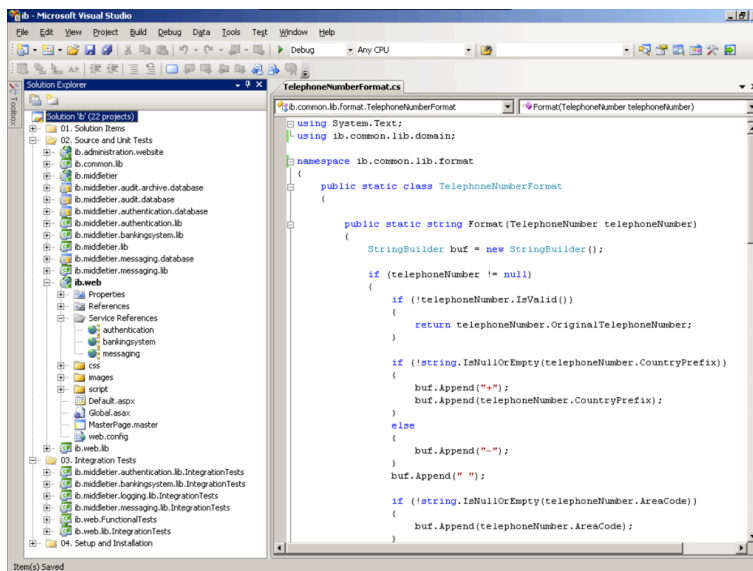 ib - Microsoft Visual Studio
File Edit View Project Build Debug Data Tools Test Window Help
Debug Any CPU
Toolbox
Solution Explorer
Solution 'ib' (22 projects)
01. Solution Items
02. Source and Unit Tests
ib.administration.website
ib.common.lib
ib.middletier
ib.middletier.audit.archive.database
ib.middletier.audit.database
ib.middletier.authentication.database
ib.middletier.authentication.lib
ib.middletier.bankingsystem.lib
ib.middletier.lib
ib.middletier.messaging.database
ib.middletier.messaging.lib
ib.web
Properties
References
Service References
authentication
bankingsystem
messaging
css
images
script
Default.aspx
Global.asax
MasterPage.master
web.config
ib.web.lib
03. Integration Tests
ib.middletier.authentication.lib.IntegrationTests
ib.middletier.bankingsystem.lib.IntegrationTests
ib.middletier.logging.lib.IntegrationTests
ib.middletier.messaging.lib.IntegrationTests
ib.web.FunctionalTests
ib.web.lib.IntegrationTests
04. Setup and Installation
TelephoneNumberFormat.cs
ib.common.lib.format.TelephoneNumberFormat Format(TelephoneNumber telephoneNumber)
using System.Text;
using ib.common.lib.domain;
namespace ib.common.lib.format
{
public static class TelephoneNumberFormat
{
public static string Format(TelephoneNumber telephoneNumber)
{
StringBuilder buf = new StringBuilder();
if (telephoneNumber != null)
{
if (!telephoneNumber.IsValid())
{
return telephoneNumber.OriginalTelephoneNumber;
}
if (!string.IsNullOrEmpty(telephoneNumber.CountryPrefix))
{
buf.Append("+");
buf.Append(telephoneNumber.CountryPrefix);
}
else
{
buf.Append("-");
}
buf.Append(" ");
if (!string.IsNullOrEmpty(telephoneNumber.AreaCode))
{
buf.Append(telephoneNumber.AreaCode);
}
Item(s) Saved